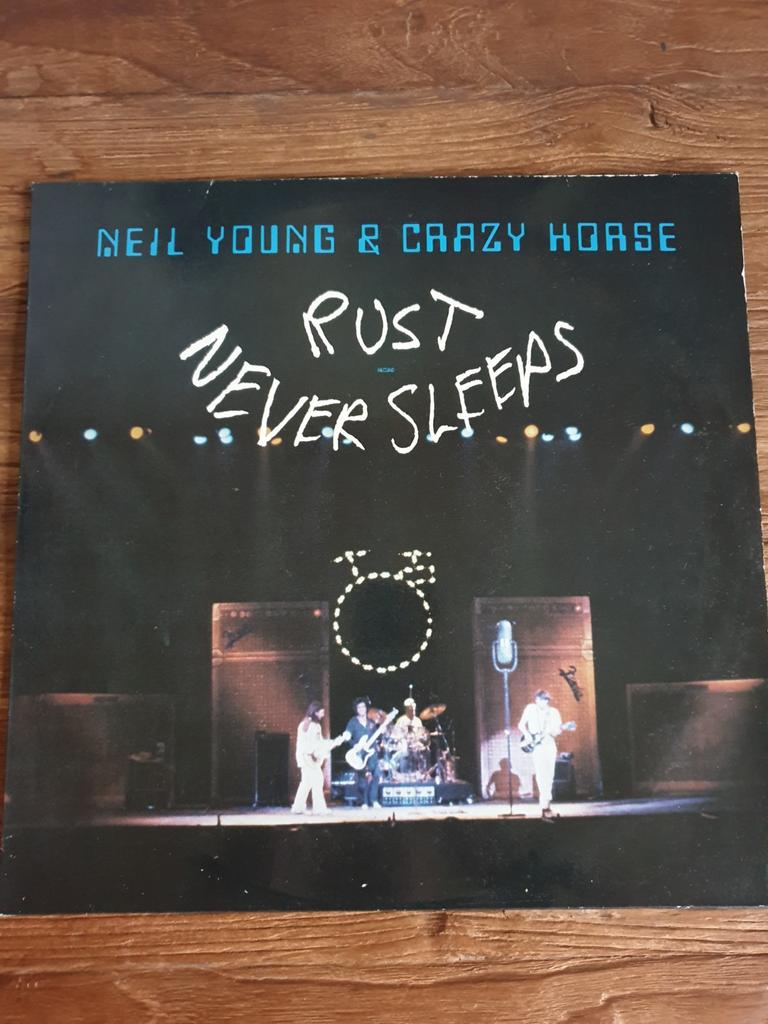 NEIL YOUNG & CRAZY HORSE
RUST
NEVER SLEEPS